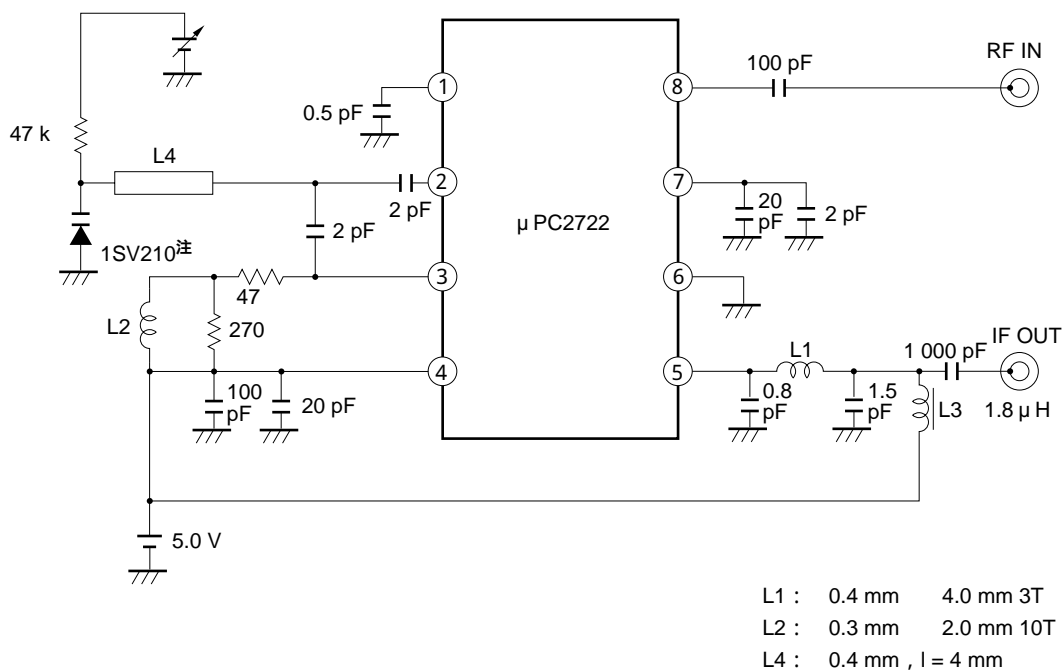 RF IN
100 pF
1
8
0.5 pF
47 k
L4
2
7
2 pF
20
pF
2 pF
2 pF
µ PC2722
1SV210注
3
6
47
L2
270
IF OUT
L1
1 000 pF
4
5
100
pF
20 pF
0.8
pF
1.5
pF
L3
1.8 µ H
5.0 V
L1 : 0.4 mm 4.0 mm 3T
L2 : 0.3 mm 2.0 mm 10T
L4 : 0.4 mm , l = 4 mm